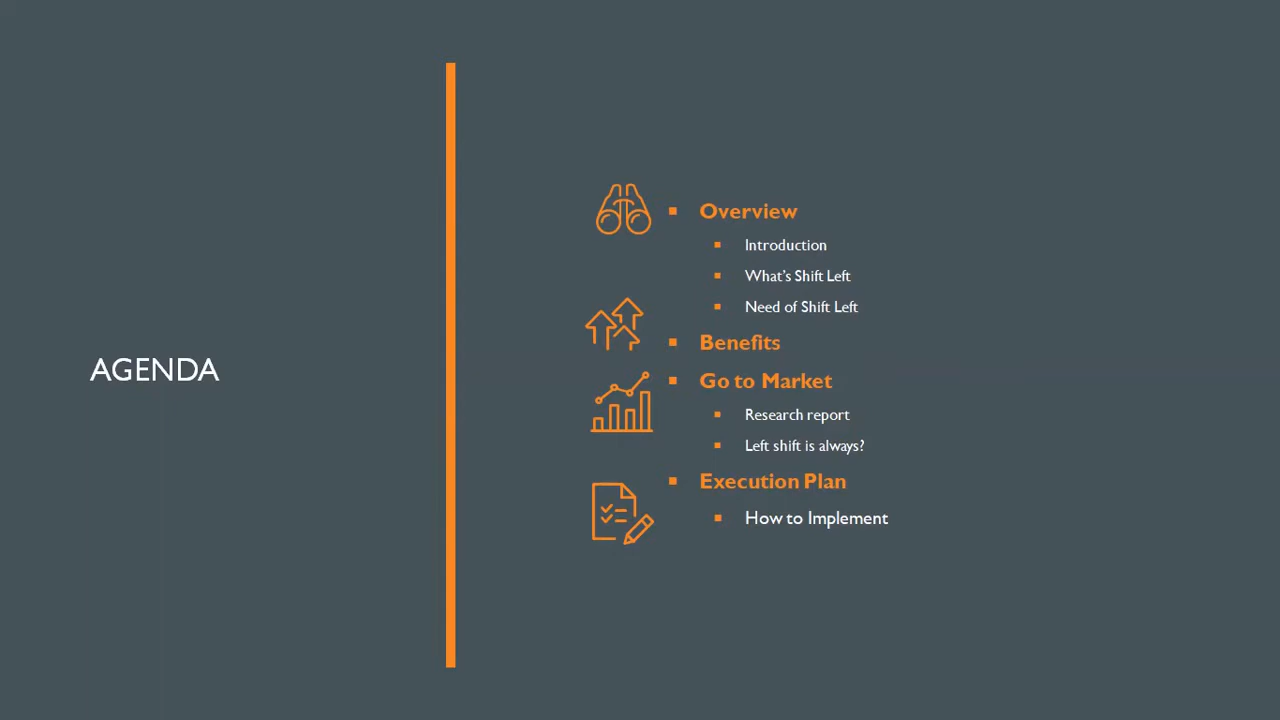 AGENDA
Overview
Introduction
What's Shift Left
Need of Shift Left
Benefits
Go to Market
Research report
Left shift is always?
Execution Plan
How to Implement